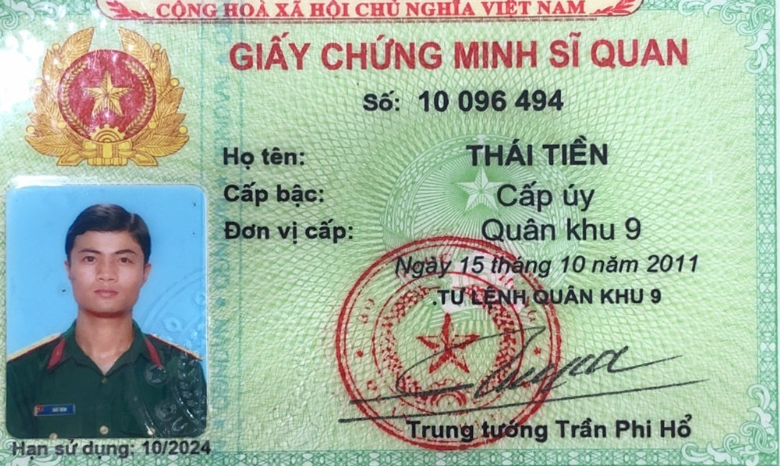 CỘNG HOÀ XÃ HỘI CHỦ NGHĨA VIỆT NAM
GIẤY CHỨNG MINH SĨ QUAN
Số: 10 096 494
Họ tên: THÁI TIỀN
Cấp bậc: Cấp úy
Đơn vị cấp: Quân khu 9
Ngày 15 tháng 10 năm 2011
TƯ LỆNH QUÂN KHU 9
Trung tướng Trần Phi Hổ
Hạn sử dụng: 10/2024